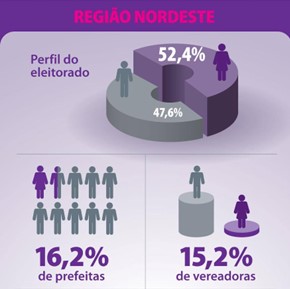 REGIÃO NORDESTE
Perfil do
eleitorado
52,4%
47,6%
16,2%
de prefeitas
15,2%
de vereadoras